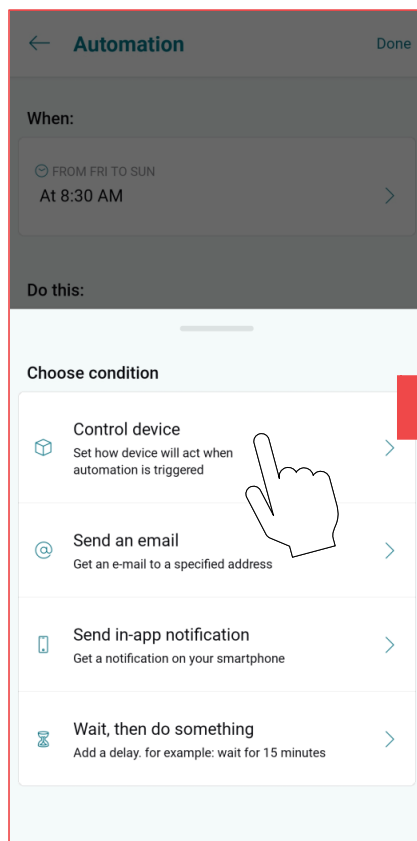 Automation
Done
When:
FROM FRI TO SUN
At 8:30 AM
Do this:
Choose condition
Control device
Set how device will act when
automation is triggered
Send an email
Get an e-mail to a specified address
Send in-app notification
Get a notification on your smartphone
Wait, then do something
Add a delay. for example: wait for 15 minutes